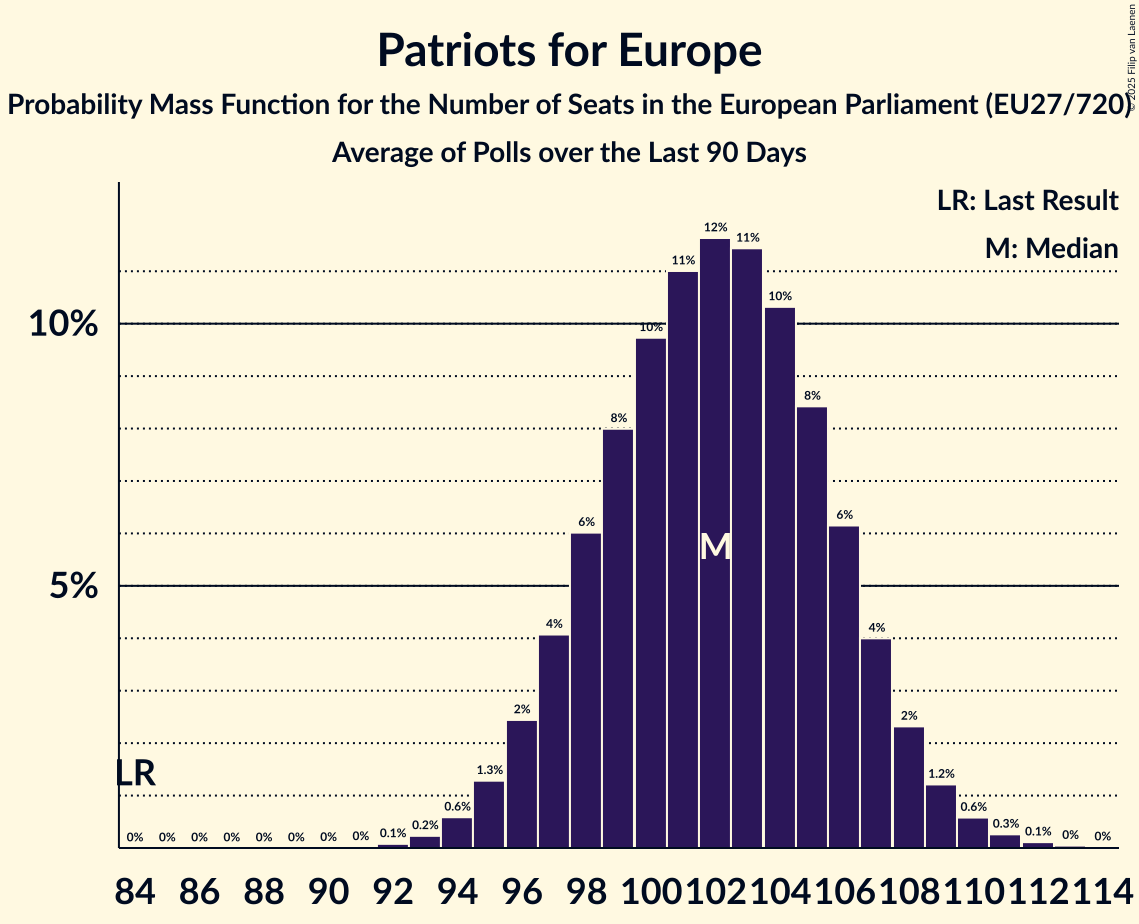 Patriots for Europe
Probability Mass Function for the Number of Seats in the European Parliament (EU27/720)
Average of Polls over the Last 90 Days
© 2025 Filip van Laenen
LR: Last Result
M: Median
12%
11% 11%
10% 10%
10%
8% 8%
6% 6%
M
5%
4% 4%
2% 2%
LR
1.3% 1.2%
0% 0% 0% 0% 0% 0% 0% 0% 0.1% 0.2% 0.6% 0.6% 0.3% 0.1% 0% 0%
84 86 88 90 92 94 96 98 100 102 104 106 108 110 112 114